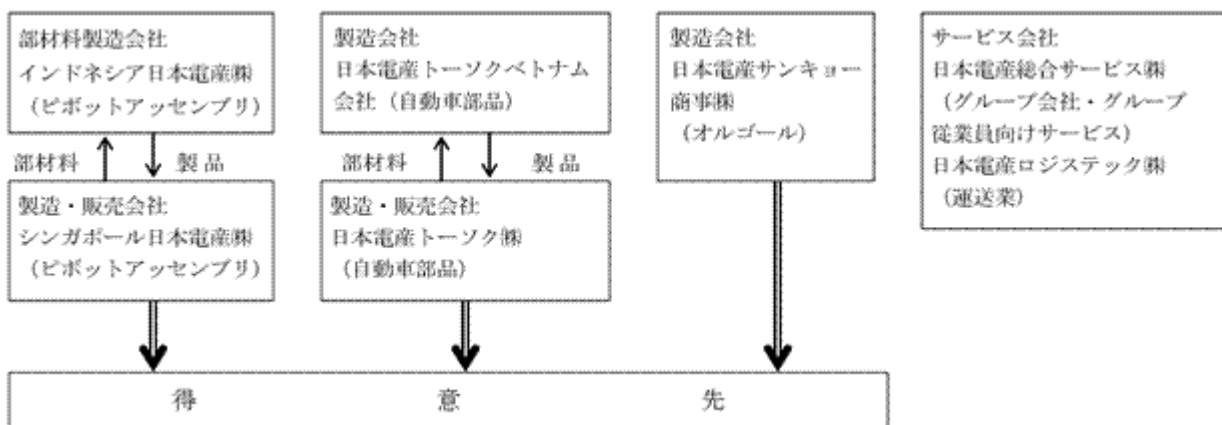 部材料製造会社
インドネシア日本電産㈱
(ピボットアッセンブリ)
部材料 製品
製造・販売会社
シンガポール日本電産㈱
(ピボットアッセンブリ)
製造会社
日本電産トーソクベトナム
会社(自動車部品)
部材料 製品
製造・販売会社
日本電産トーソク㈱
(自動車部品)
製造会社
日本電産サンキョー
商事㈱
(オルゴール)
サービス会社
日本電産総合サービス㈱
(グループ会社・グループ
従業員向けサービス)
日本電産ロジステック㈱
(運送業)
得意先